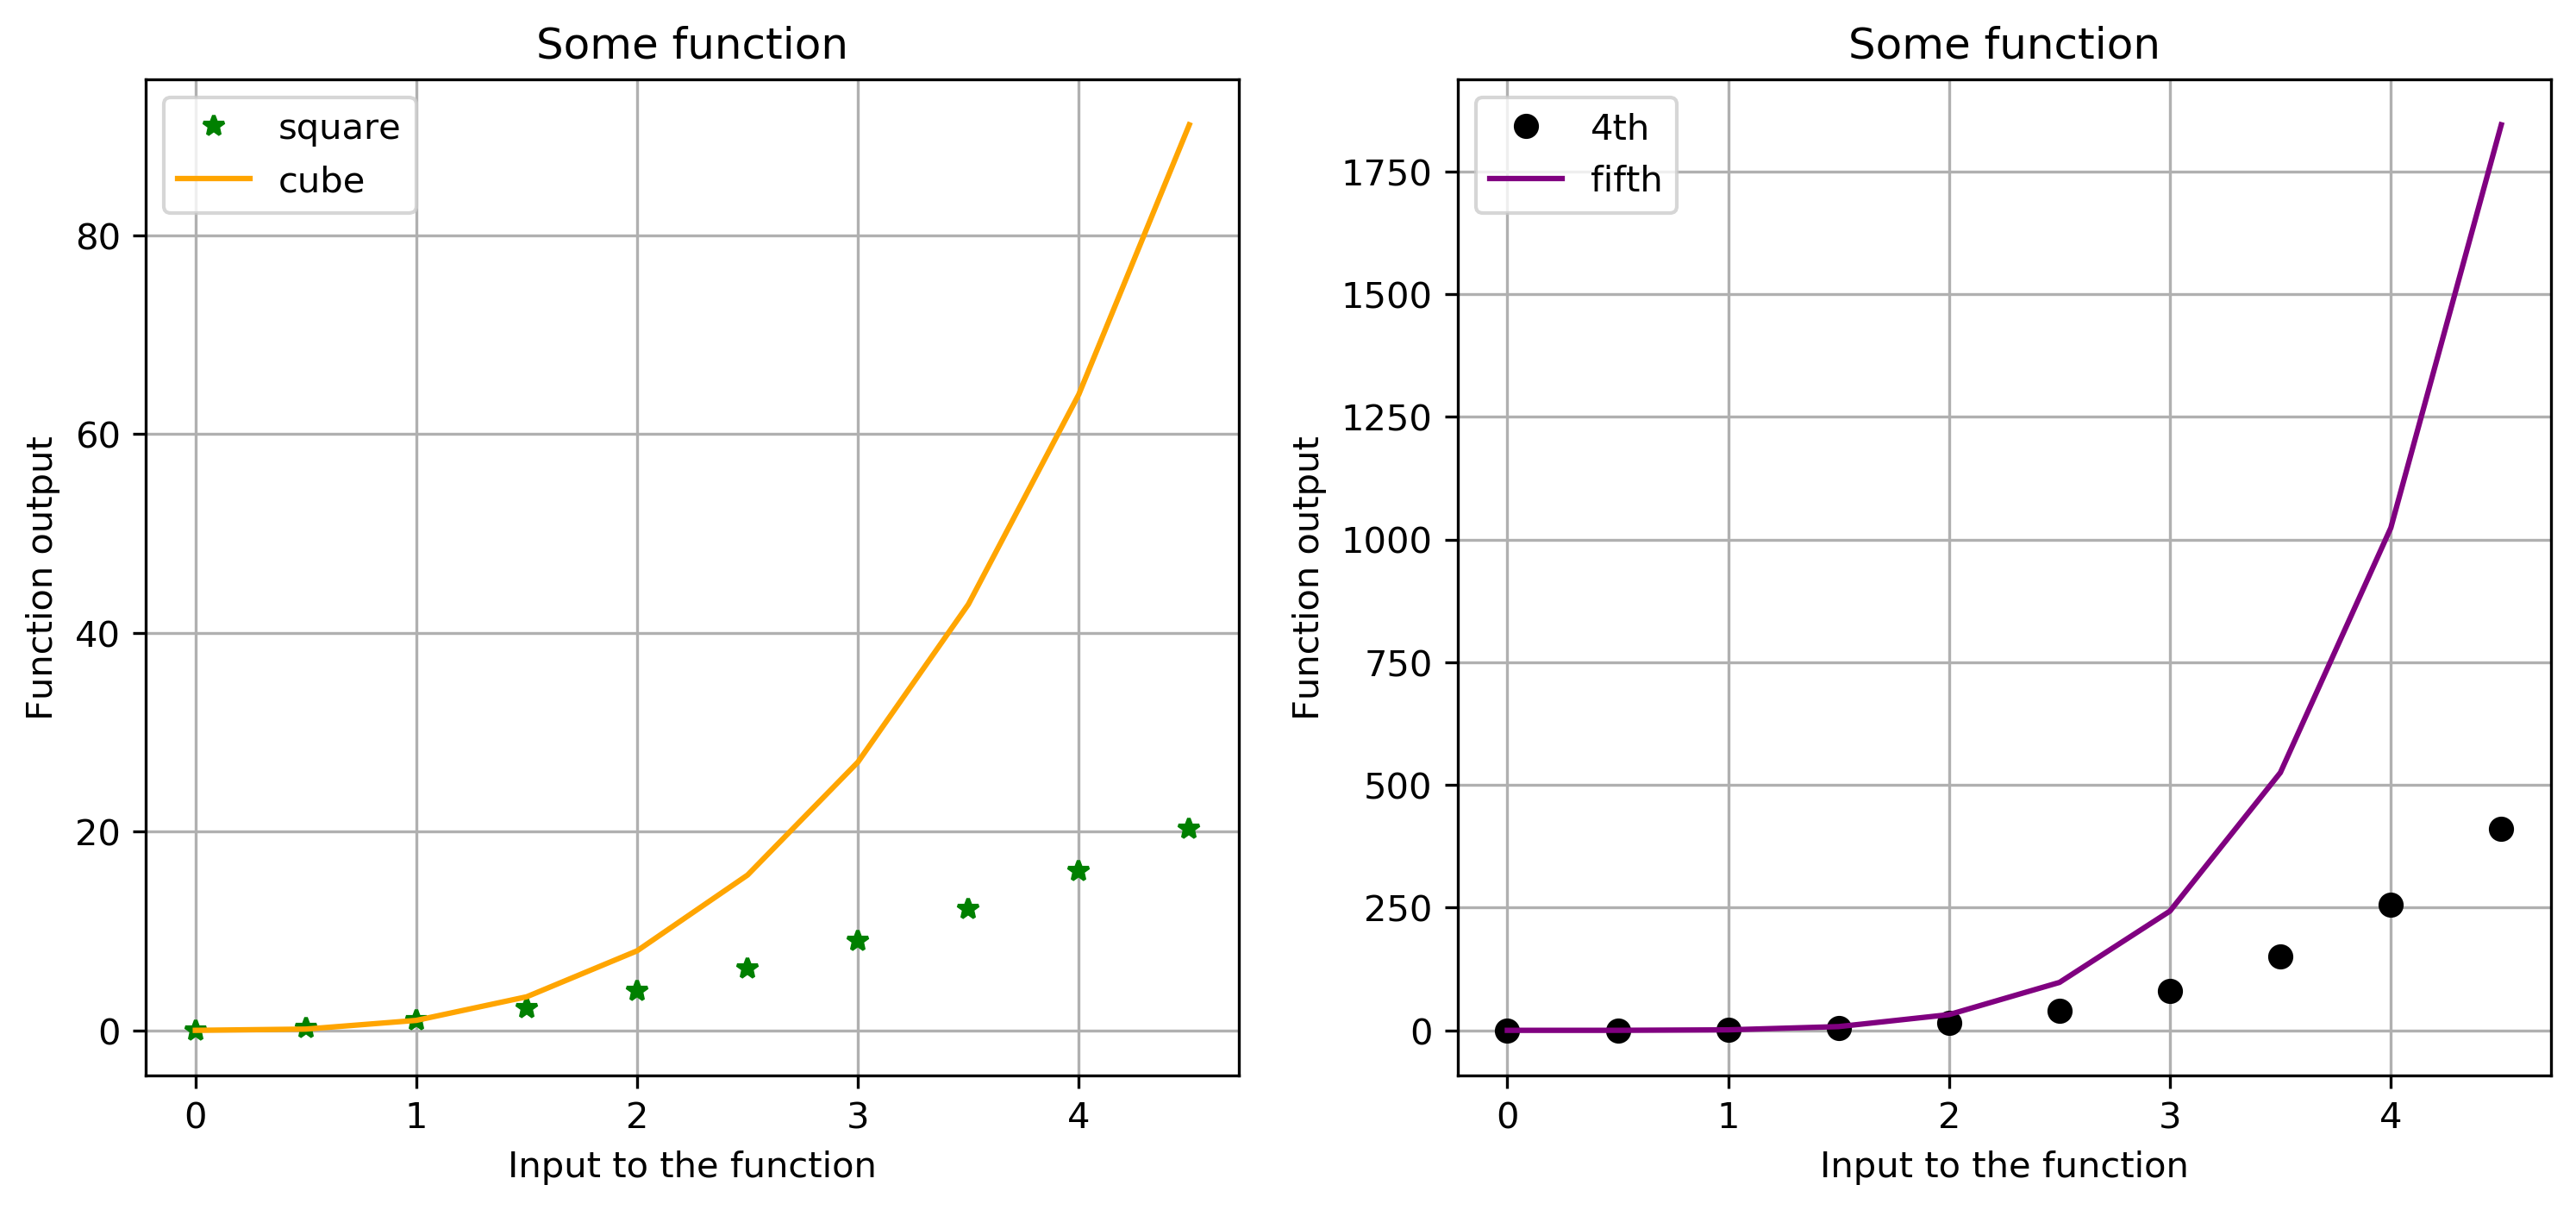 Some function
square
cube
80
60
40
20
0
Function output
0 1 2 3 4
Input to the function
Some function
4th
fifth
1750
1500
1250
1000
750
500
250
0
Function output
0 1 2 3 4
Input to the function